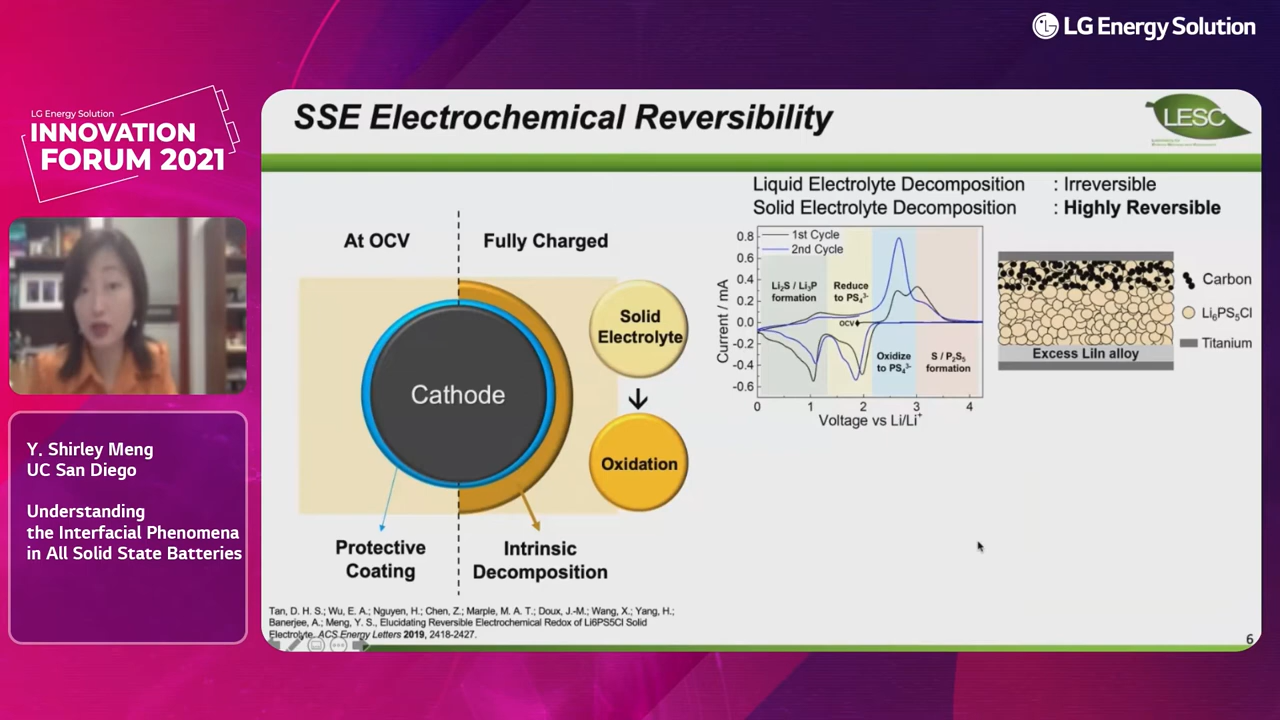 LG Energy Solution
LG Energy Solution
INNOVATION
FORUM 2021
Y. Shirley Meng
UC San Diego
Understanding
the Interfacial Phenomena
in All Solid State Batteries
SSE Electrochemical Reversibility
LESC
Liquid Electrolyte Decomposition : Irreversible
Solid Electrolyte Decomposition : Highly Reversible
At OCV
Fully Charged
Cathode
Solid
Electrolyte
Oxidation
Protective
Coating
Intrinsic
Decomposition
1st Cycle
2nd Cycle
Li₂S / Li₃P
formation
Reduce
to PS₄³⁻
OCV
Oxidize
to PS₄³⁻
S / P₂S₅
formation
Current / mA
0.8
0.6
0.4
0.2
0.0
-0.2
-0.4
-0.6
0 1 2 3 4
Voltage vs Li/Li⁺
Carbon
Li₆PS₅Cl
Titanium
Excess LiIn alloy
Tan, D. H. S.; Wu, E. A.; Nguyen, H.; Chen, Z.; Marple, M. A. T.; Doux, J.-M.; Wang, X.; Yang, H.;
Banerjee, A.; Meng, Y. S., Elucidating Reversible Electrochemical Redox of Li6PS5Cl Solid
Electrolyte. ACS Energy Letters 2019, 2418-2427.
6